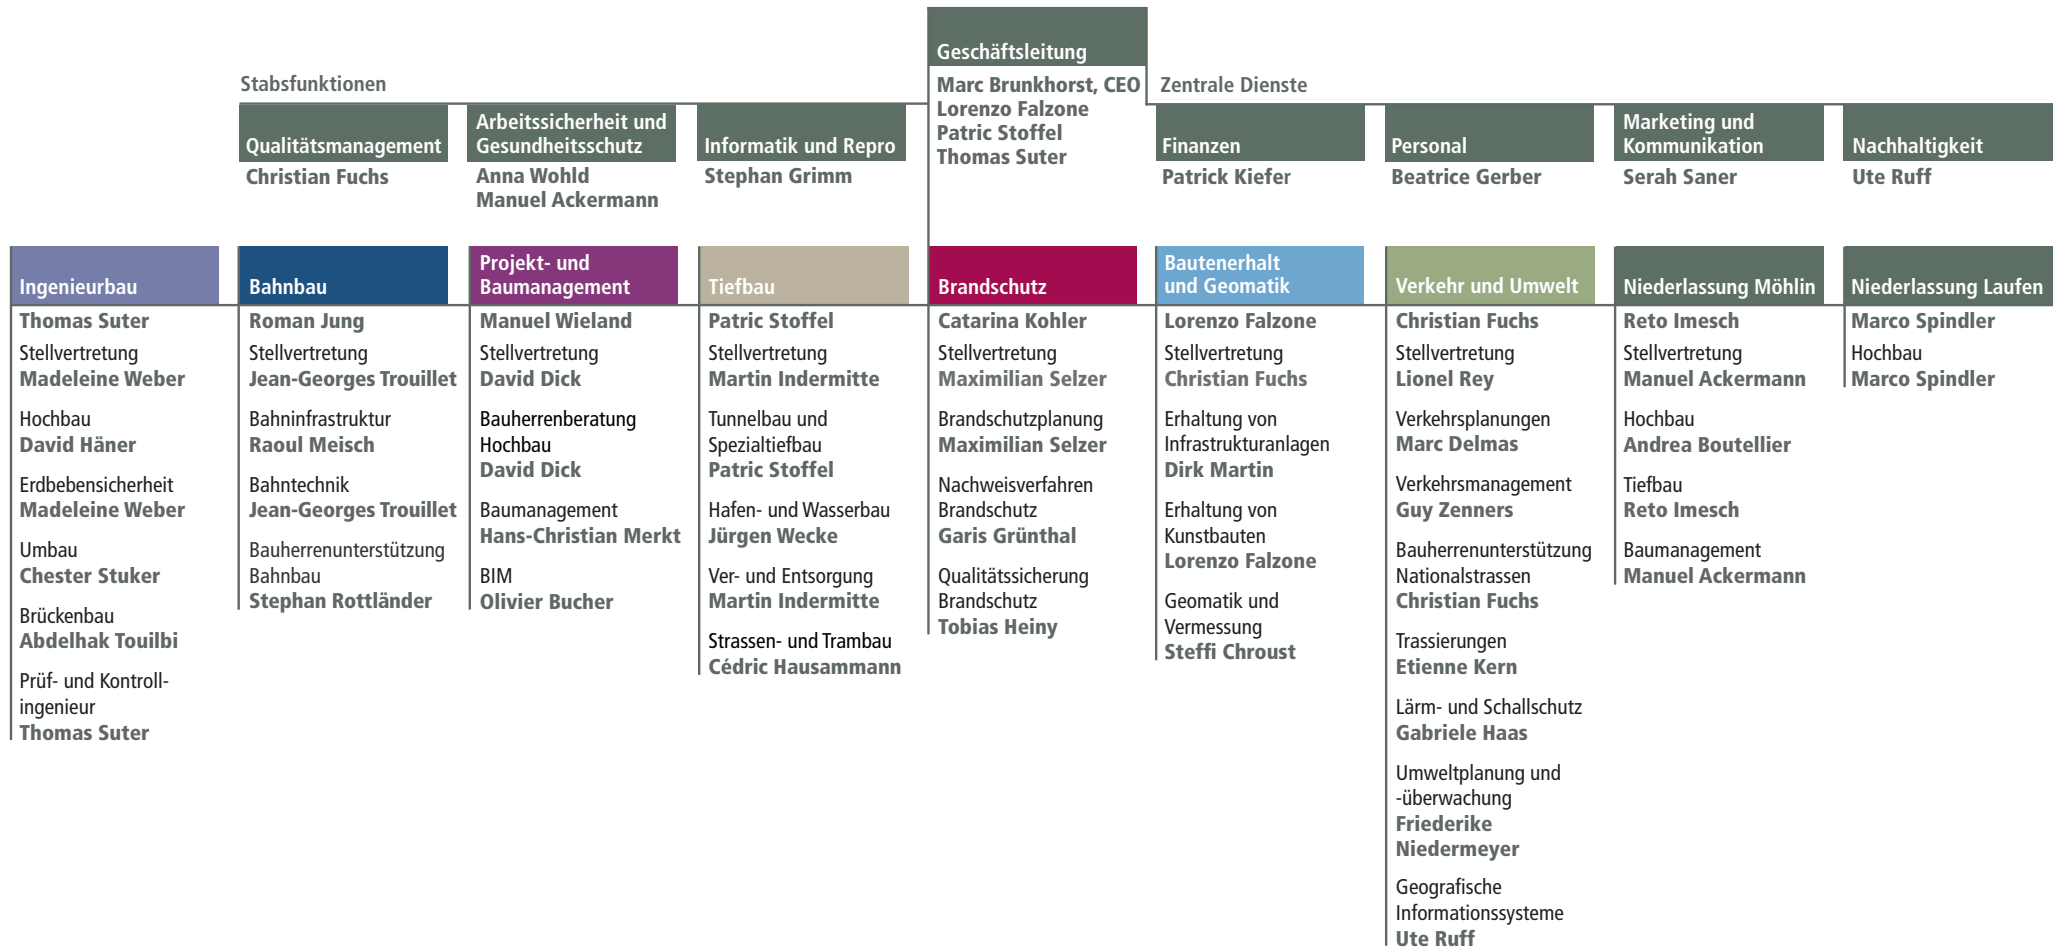 Geschäftsleitung
Marc Brunkhorst, CEO
Lorenzo Falzone
Patric Stoffel
Thomas Suter
Stabsfunktionen
Qualitätsmanagement
Christian Fuchs
Arbeitssicherheit und
Gesundheitsschutz
Anna Wohld
Manuel Ackermann
Informatik und Repro
Stephan Grimm
Zentrale Dienste
Finanzen
Patrick Kiefer
Personal
Beatrice Gerber
Marketing und
Kommunikation
Serah Saner
Nachhaltigkeit
Ute Ruff
Ingenieurbau
Thomas Suter
Stellvertretung
Madeleine Weber
Hochbau
David Häner
Erdbebensicherheit
Madeleine Weber
Umbau
Chester Stuker
Brückenbau
Abdelhak Touilbi
Prüf- und Kontroll-
ingenieur
Thomas Suter
Bahnbau
Roman Jung
Stellvertretung
Jean-Georges Trouillet
Bahninfrastruktur
Raoul Meisch
Bahntechnik
Jean-Georges Trouillet
Bauherrenunterstützung
Bahnbau
Stephan Rottländer
Projekt- und
Baumanagement
Manuel Wieland
Stellvertretung
David Dick
Bauherrenberatung
Hochbau
David Dick
Baumanagement
Hans-Christian Merkt
BIM
Olivier Bucher
Tiefbau
Patric Stoffel
Stellvertretung
Martin Indermitte
Tunnelbau und
Spezialtiefbau
Patric Stoffel
Hafen- und Wasserbau
Jürgen Wecke
Ver- und Entsorgung
Martin Indermitte
Strassen- und Trambau
Cédric Hausammann
Brandschutz
Catarina Kohler
Stellvertretung
Maximilian Selzer
Brandschutzplanung
Maximilian Selzer
Nachweisverfahren
Brandschutz
Garis Grünthal
Qualitätssicherung
Brandschutz
Tobias Heiny
Bautenerhalt
und Geomatik
Lorenzo Falzone
Stellvertretung
Christian Fuchs
Erhaltung von
Infrastrukturanlagen
Dirk Martin
Erhaltung von
Kunstbauten
Lorenzo Falzone
Geomatik und
Vermessung
Steffi Chroust
Verkehr und Umwelt
Christian Fuchs
Stellvertretung
Lionel Rey
Verkehrsplanungen
Marc Delmas
Verkehrsmanagement
Guy Zenners
Bauherrenunterstützung
Nationalstrassen
Christian Fuchs
Trassierungen
Etienne Kern
Lärm- und Schallschutz
Gabriele Haas
Umweltplanung und
-überwachung
Friederike
Niedermeyer
Geografische
Informationssysteme
Ute Ruff
Niederlassung Möhlin
Reto Imesch
Stellvertretung
Manuel Ackermann
Hochbau
Andrea Boutellier
Tiefbau
Reto Imesch
Baumanagement
Manuel Ackermann
Niederlassung Laufen
Marco Spindler
Hochbau
Marco Spindler